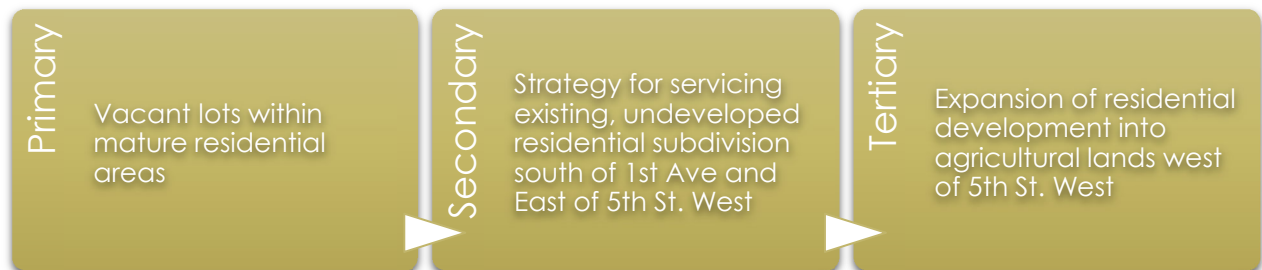 Primary
Vacant lots within
mature residential
areas
Secondary
Strategy for servicing
existing, undeveloped
residential subdivision
south of 1st Ave and
East of 5th St. West
Tertiary
Expansion of residential
development into
agricultural lands west
of 5th St. West